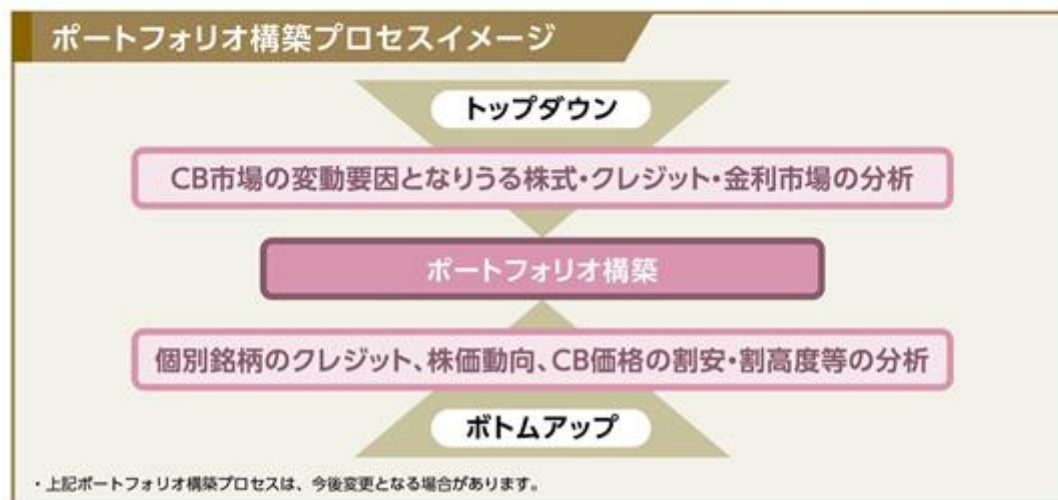 ポートフォリオ構築プロセスイメージ
トップダウン
CB市場の変動要因となりうる株式・クレジット・金利市場の分析
ポートフォリオ構築
個別銘柄のクレジット、株価動向、CB価格の割安・割高度等の分析
ボトムアップ
・上記ポートフォリオ構築プロセスは、今後変更となる場合があります。